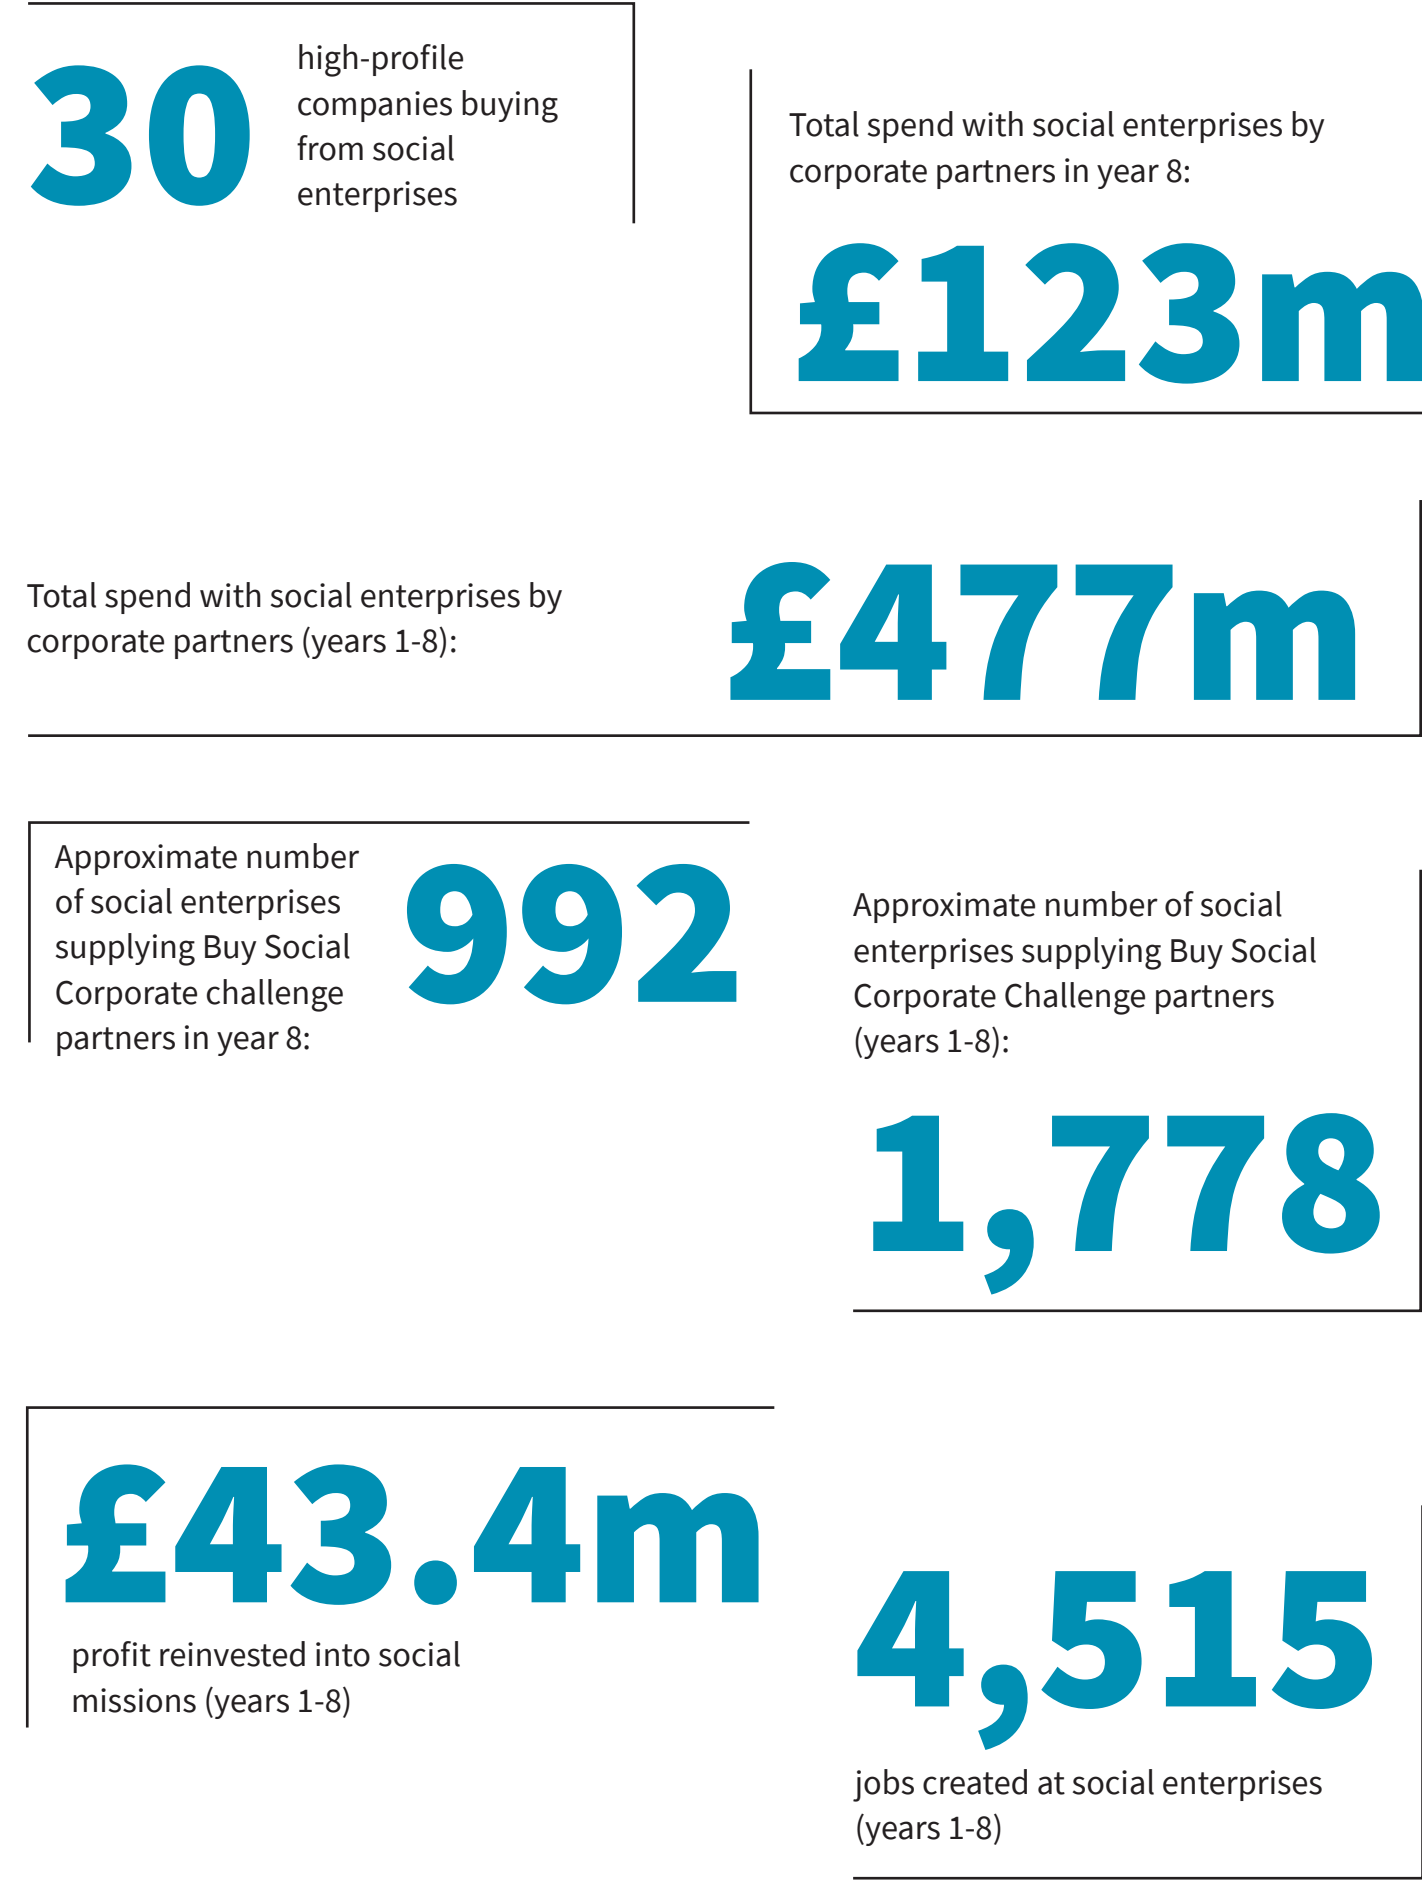 30
high-profile
companies buying
from social
enterprises
Total spend with social enterprises by
corporate partners in year 8:
£123m
Total spend with social enterprises by
corporate partners (years 1-8):
£477m
Approximate number
of social enterprises
supplying Buy Social
Corporate challenge
partners in year 8:
992
Approximate number of social
enterprises supplying Buy Social
Corporate Challenge partners
(years 1-8):
1,778
£43.4m
profit reinvested into social
missions (years 1-8)
4,515
jobs created at social enterprises
(years 1-8)